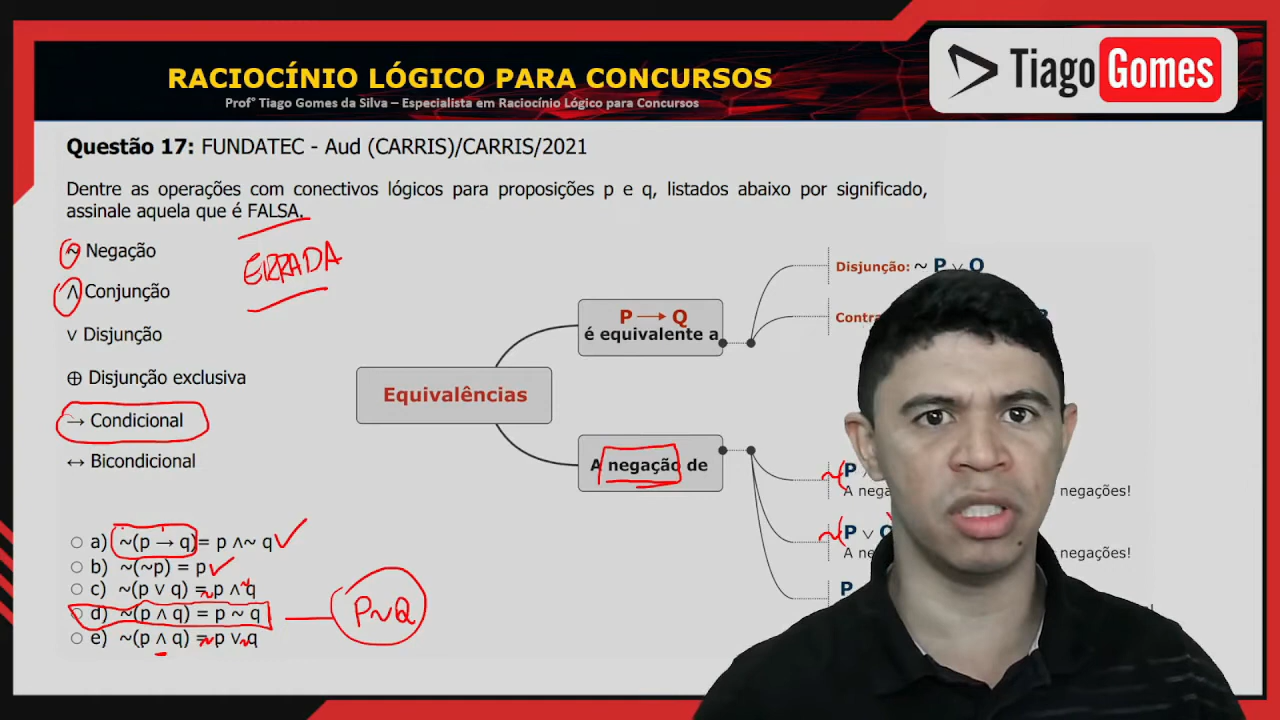 RACIOCÍNIO LÓGICO PARA CONCURSOS
Prof° Tiago Gomes da Silva – Especialista em Raciocínio Lógico para Concursos
Tiago Gomes
Questão 17: FUNDATEC - Aud (CARRIS)/CARRIS/2021
Dentre as operações com conectivos lógicos para proposições p e q, listados abaixo por significado,
assinale aquela que é FALSA.
ERRADA
~ Negação
∧ Conjunção
∨ Disjunção
⊕ Disjunção exclusiva
→ Condicional
↔ Bicondicional
Equivalências
P → Q
é equivalente a
Disjunção: ~ P ∨ Q
A negação de
~(P
A
negações!
~(P ∨ Q
A
negações!
P
a) ~(p → q) = p ∧~ q
b) ~(~p) = p
c) ~(p ∨ q) = ~p ∧ ~q
d) ~(p ∧ q) = p ~ q
P~Q
e) ~(p ∧ q) = ~p ∨ ~q